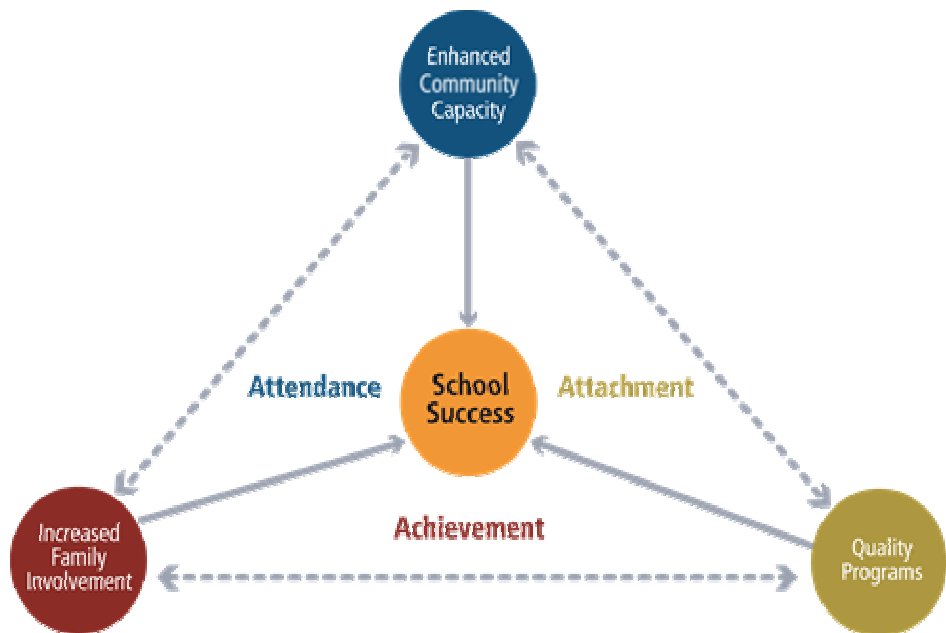 Enhanced
Community
Capacity
Attendance
School
Success
Attachment
Increased
Family
Involvement
Achievement
Quality
Programs